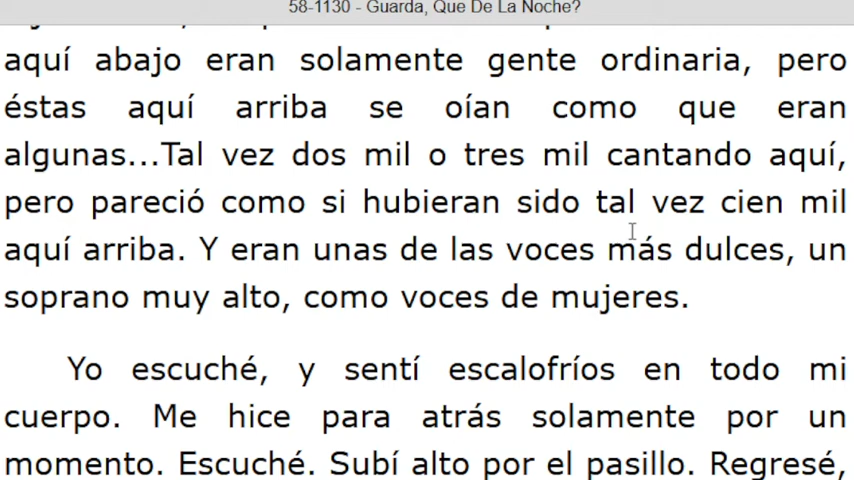 58-1130 - Guarda, Que De La Noche?
aquí abajo eran solamente gente ordinaria, pero
éstas aquí arriba se oían como que eran
algunas...Tal vez dos mil o tres mil cantando aquí,
pero pareció como si hubieran sido tal vez cien mil
aquí arriba. Y eran unas de las voces más dulces, un
soprano muy alto, como voces de mujeres.
Yo escuché, y sentí escalofríos en todo mi
cuerpo. Me hice para atrás solamente por un
momento. Escuché. Subí alto por el pasillo. Regresé,